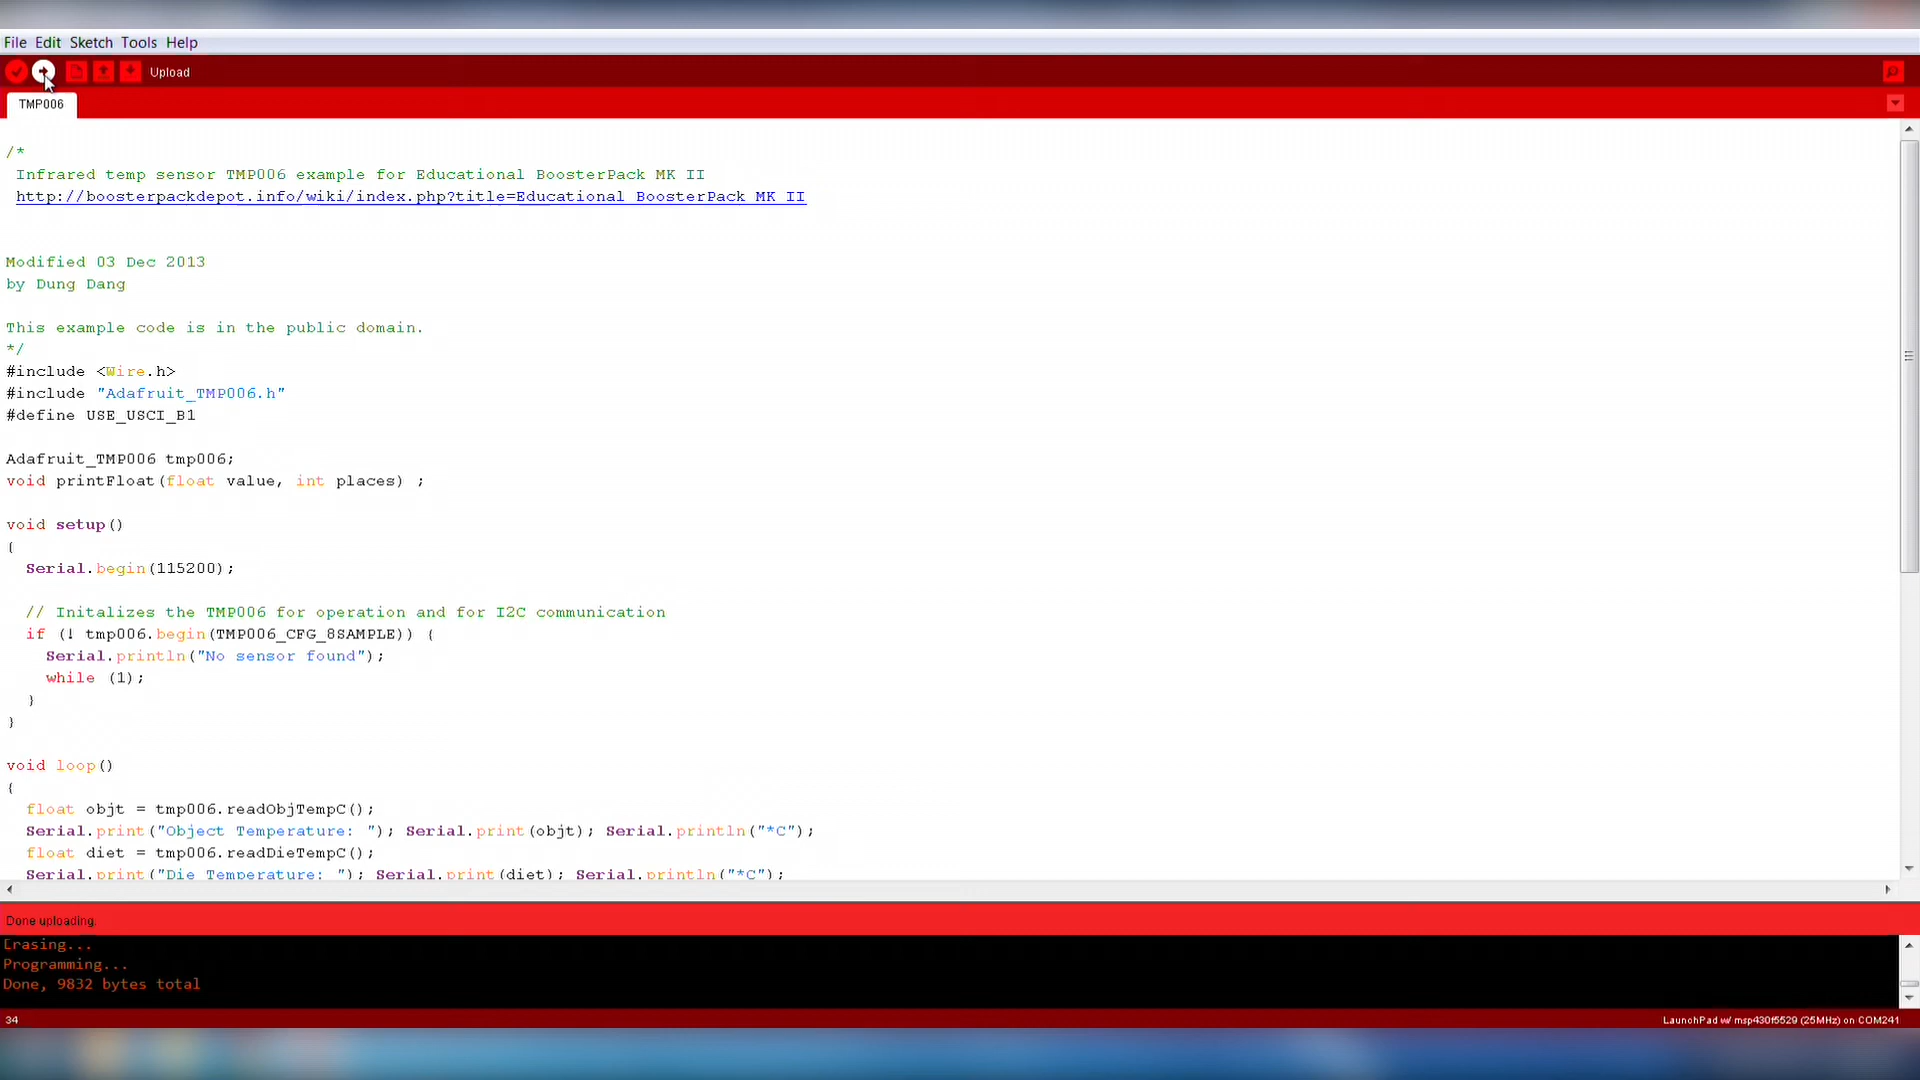 File Edit Sketch Tools Help
Upload
TMP006
/*
Infrared temp sensor TMP006 example for Educational BoosterPack MK II
http://boosterpackdepot.info/wiki/index.php?title=Educational_BoosterPack_MK_II
Modified 03 Dec 2013
by Dung Dang
This example code is in the public domain.
*/
#include <Wire.h>
#include "Adafruit_TMP006.h"
#define USE_USCI_B1
Adafruit_TMP006 tmp006;
void printFloat(float value, int places) ;
void setup()
{
Serial.begin(115200);
// Initalizes the TMP006 for operation and for I2C communication
if (! tmp006.begin(TMP006_CFG_8SAMPLE)) {
Serial.println("No sensor found");
while (1);
}
}
void loop()
{
float objt = tmp006.readObjTempC();
Serial.print("Object Temperature: "); Serial.print(objt); Serial.println("*C");
float diet = tmp006.readDieTempC();
Serial.print("Die Temperature: "); Serial.print(diet); Serial.println("*C");
Done uploading.
Erasing...
Programming...
Done, 9832 bytes total
34
LaunchPad w/ msp430f5529 (25MHz) on COM241